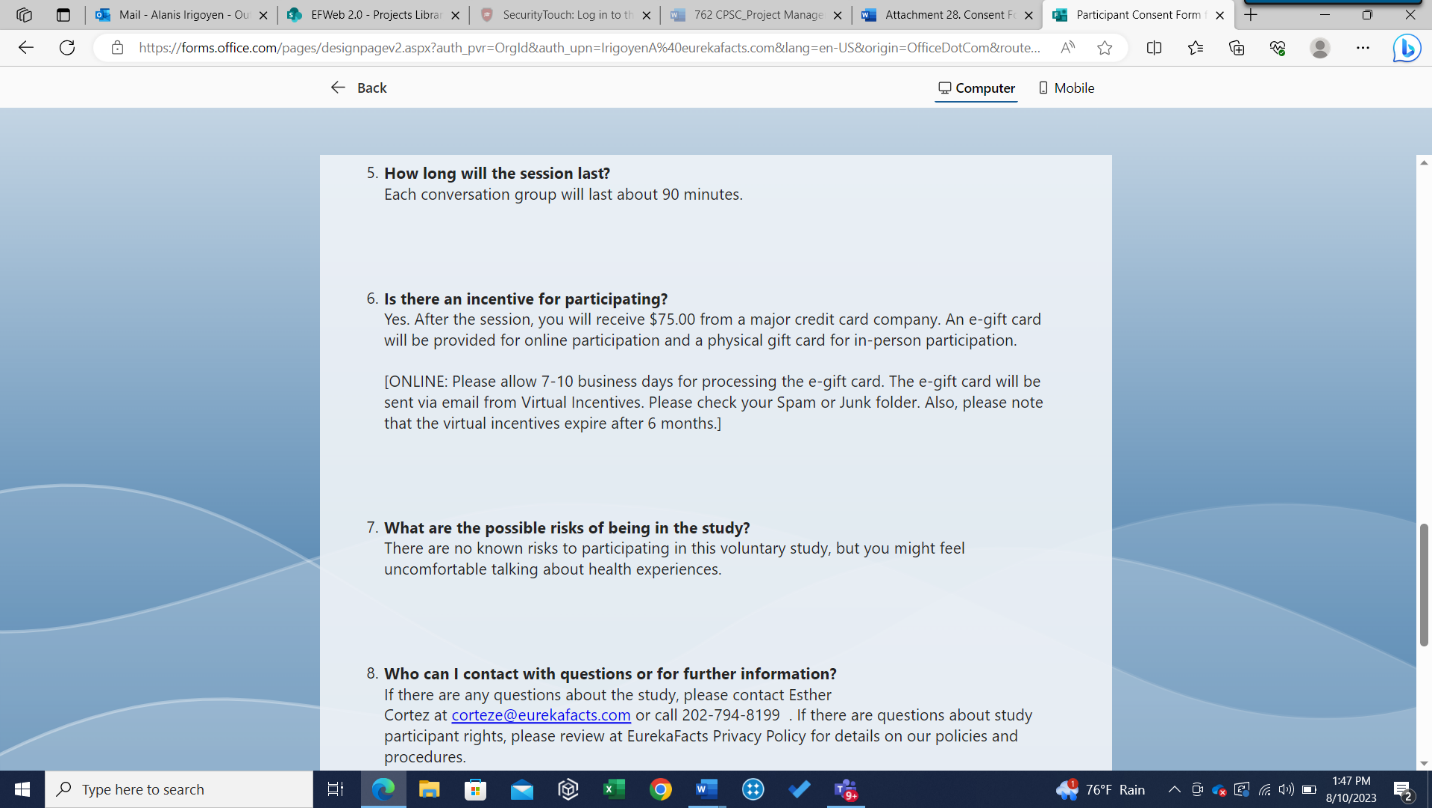 Mail - Alanis Irigoyen - Ou
EFWeb 2.0 - Projects Librar
SecurityTouch: Log in to th
762 CPSC_Project Manage
Attachment 28. Consent Fo
Participant Consent Form
https://forms.office.com/pages/designpagev2.aspx?auth_pvr=OrgId&auth_upn=IrigoyenA%40eurekafacts.com&lang=en-US&origin=OfficeDotCom&route...
Back
Computer
Mobile
5. How long will the session last?
Each conversation group will last about 90 minutes.
6. Is there an incentive for participating?
Yes. After the session, you will receive $75.00 from a major credit card company. An e-gift card
will be provided for online participation and a physical gift card for in-person participation.
[ONLINE: Please allow 7-10 business days for processing the e-gift card. The e-gift card will be
sent via email from Virtual Incentives. Please check your Spam or Junk folder. Also, please note
that the virtual incentives expire after 6 months.]
7. What are the possible risks of being in the study?
There are no known risks to participating in this voluntary study, but you might feel
uncomfortable talking about health experiences.
8. Who can I contact with questions or for further information?
If there are any questions about the study, please contact Esther
Cortez at corteze@eurekafacts.com or call 202-794-8199 . If there are questions about study
participant rights, please review at EurekaFacts Privacy Policy for details on our policies and
procedures.
Type here to search
9+
1
76°F Rain
1:47 PM
8/10/2023
2